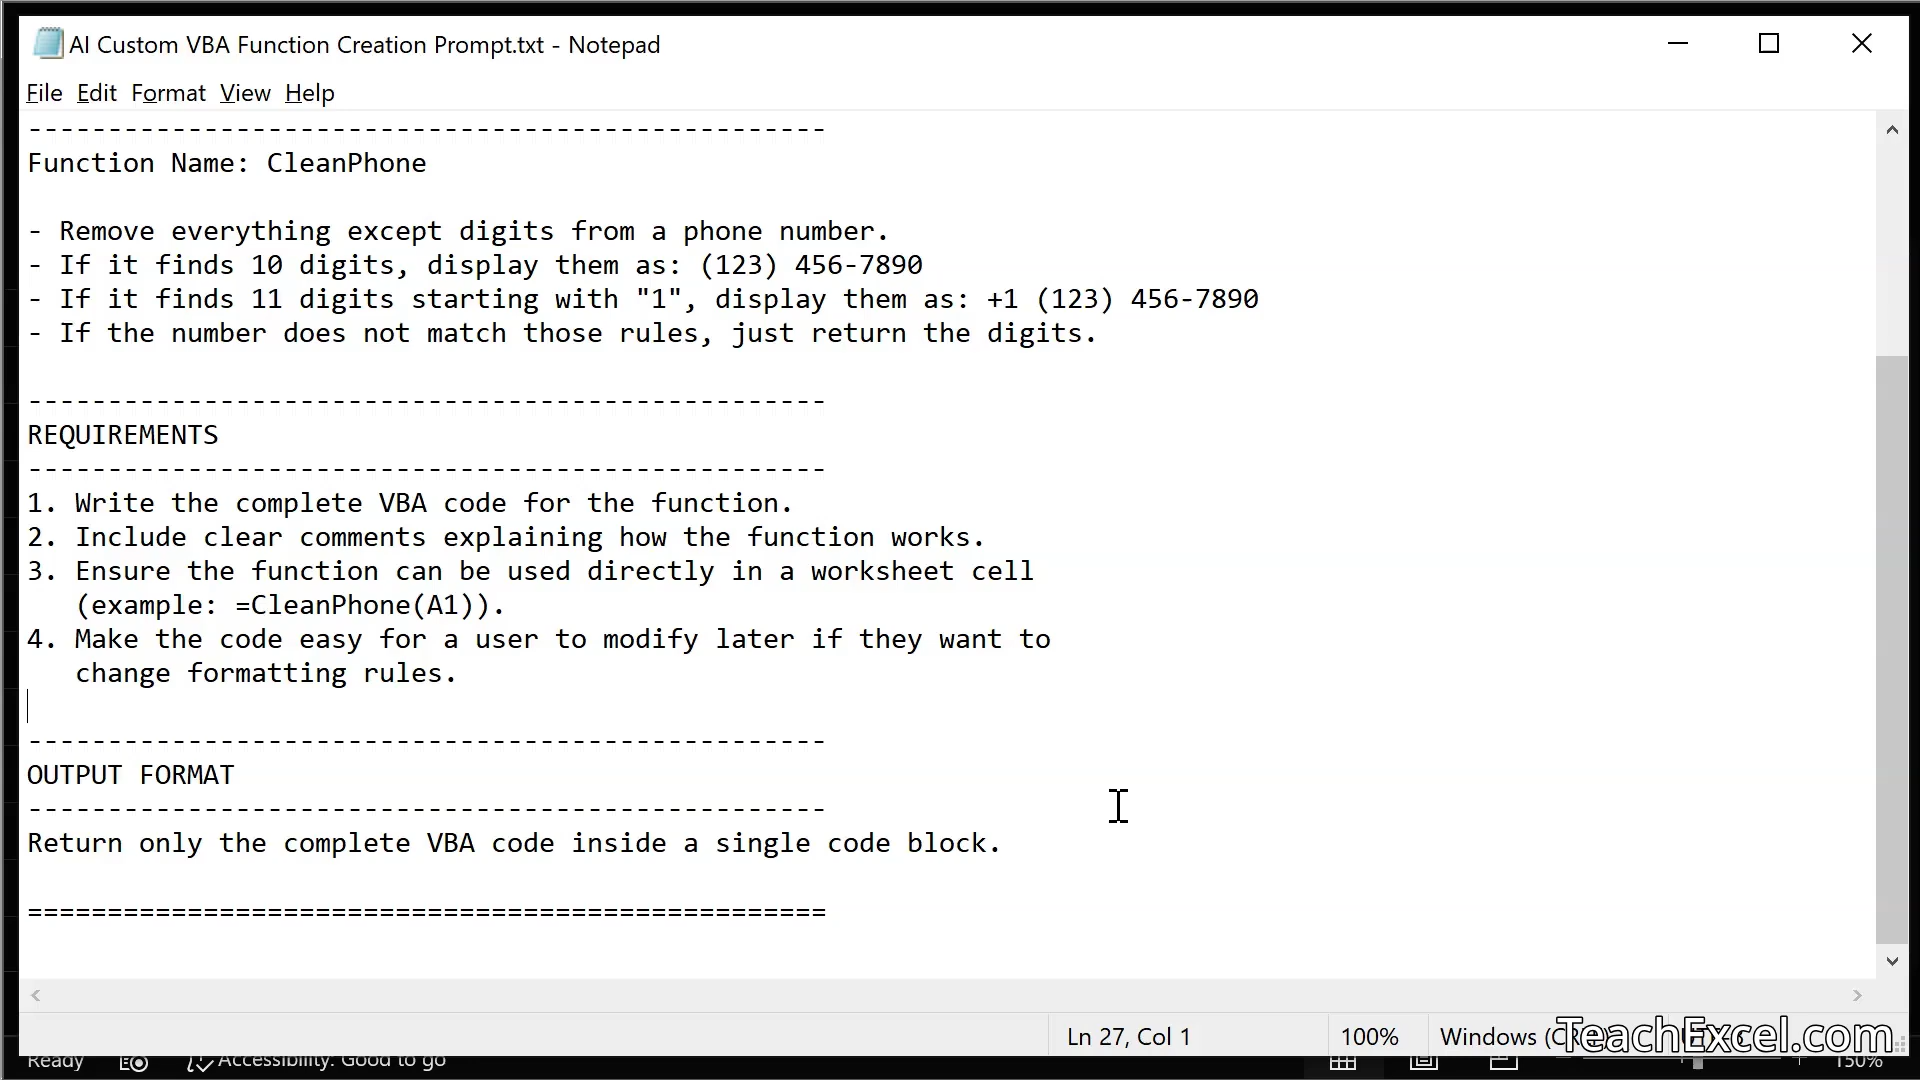 AI Custom VBA Function Creation Prompt.txt - Notepad
File Edit Format View Help
--------------------------------------------------
Function Name: CleanPhone
- Remove everything except digits from a phone number.
- If it finds 10 digits, display them as: (123) 456-7890
- If it finds 11 digits starting with "1", display them as: +1 (123) 456-7890
- If the number does not match those rules, just return the digits.
--------------------------------------------------
REQUIREMENTS
--------------------------------------------------
1. Write the complete VBA code for the function.
2. Include clear comments explaining how the function works.
3. Ensure the function can be used directly in a worksheet cell
(example: =CleanPhone(A1)).
4. Make the code easy for a user to modify later if they want to
change formatting rules.
--------------------------------------------------
OUTPUT FORMAT
--------------------------------------------------
Return only the complete VBA code inside a single code block.
==================================================
Ln 27, Col 1 100% Windows
TeachExcel.com
Ready Accessibility: Good to go 150%